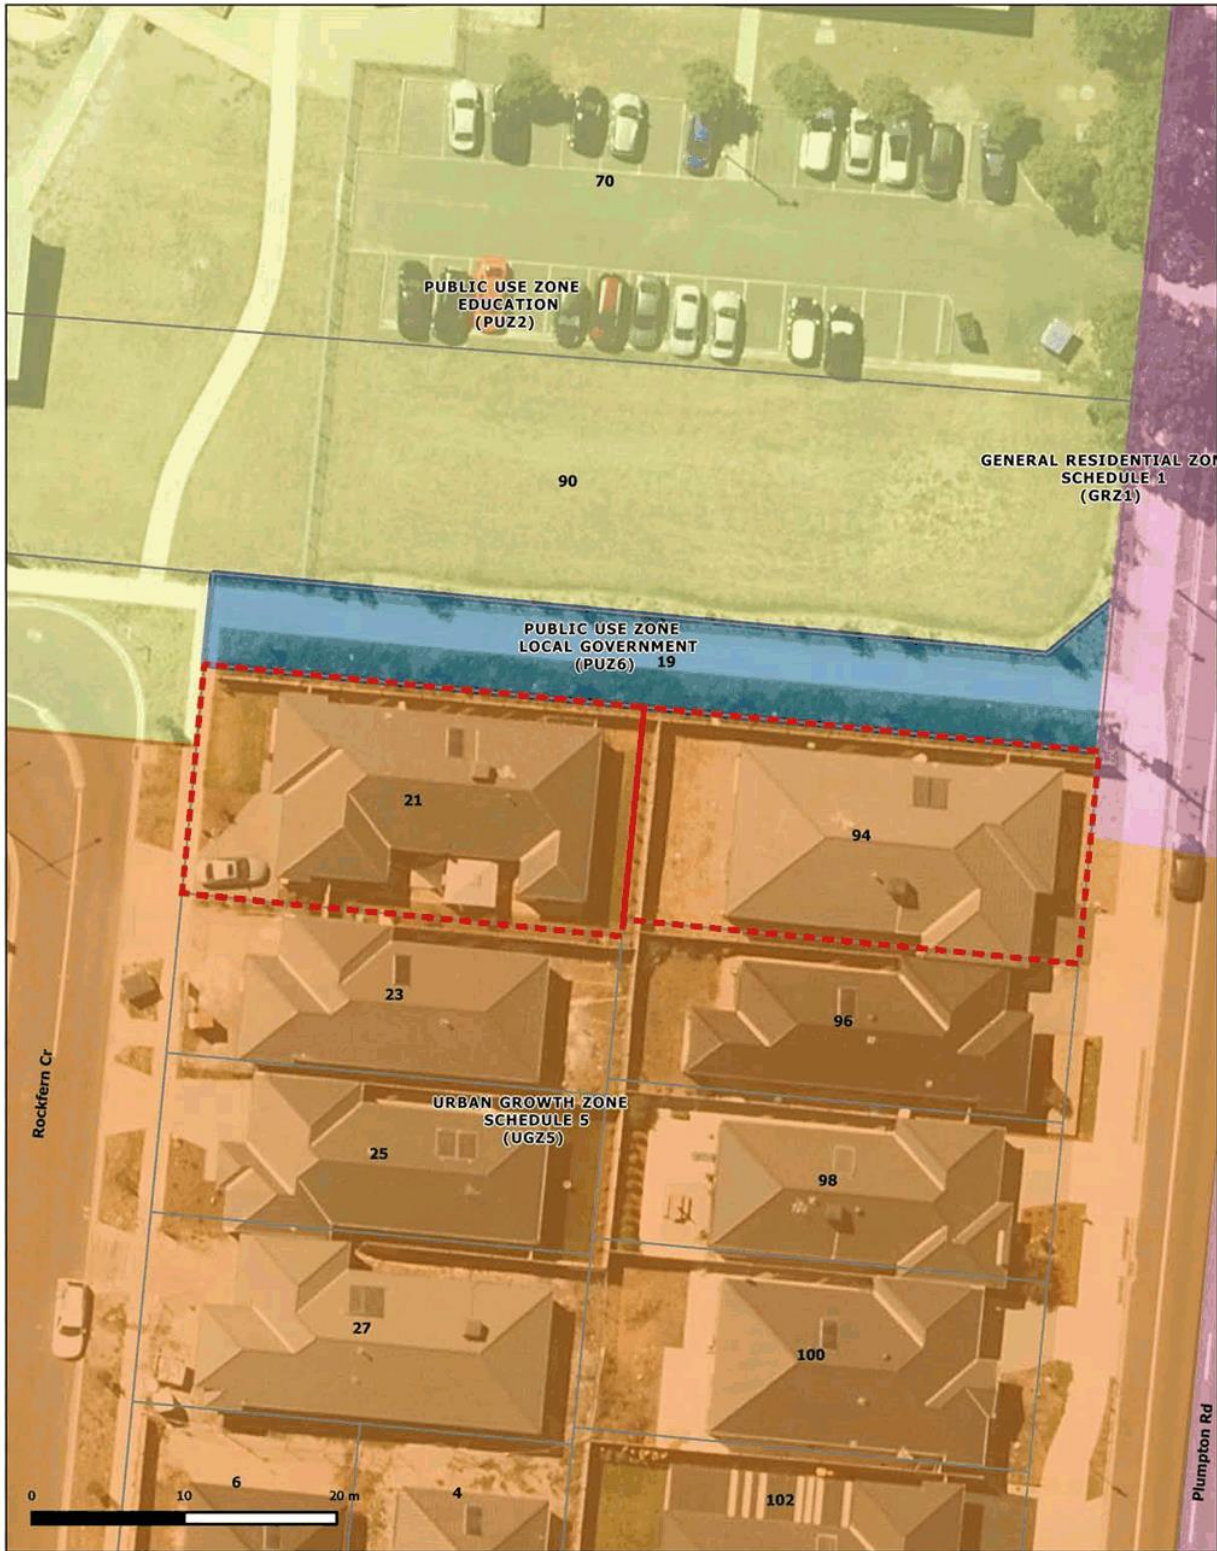 70
PUBLIC USE ZONE
EDUCATION
(PUZ2)
GENERAL RESIDENTIAL ZON
SCHEDULE 1
(GRZ1)
90
PUBLIC USE ZONE
LOCAL GOVERNMENT
(PUZ6)
19
21
94
23
96
Rockfern Cr
URBAN GROWTH ZONE
SCHEDULE 5
(UGZ5)
25
98
27
100
Plumpton Rd
6
4
102
0 10 20 m